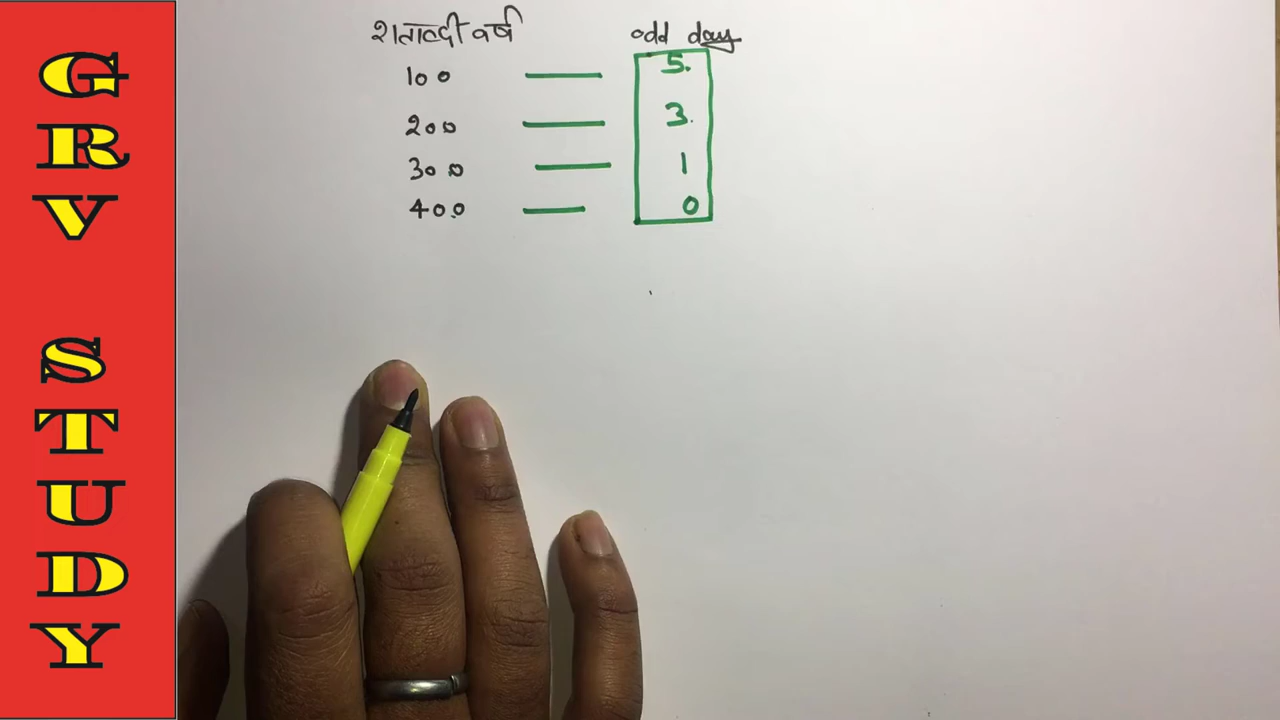 GRV
STUDY
शताब्दी वर्ष odd day
100 — 5.
200 — 3.
300 — 1
400 — 0